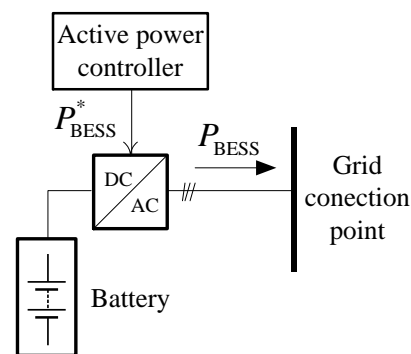 Active power
controller
P*BESS
PBESS
DC
AC
Grid
conection
point
Battery